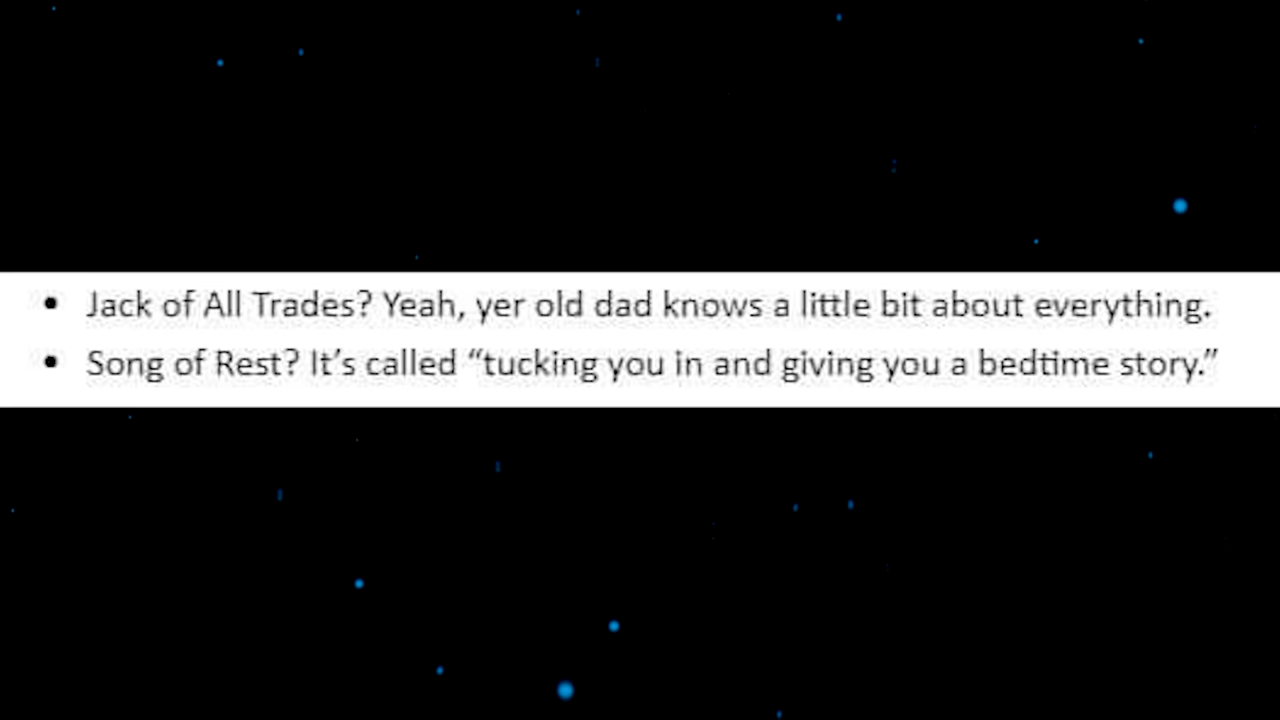 • Jack of All Trades? Yeah, yer old dad knows a little bit about everything.
• Song of Rest? It’s called “tucking you in and giving you a bedtime story.”